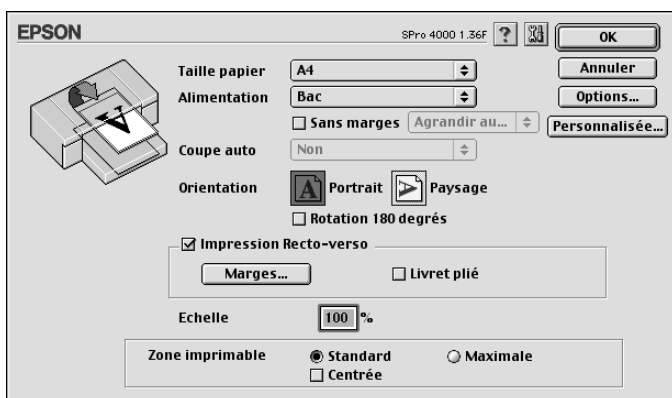 EPSON SPro 4000 1.36F ? OK
Taille papier A4 Annuler
Alimentation Bac Options...
Sans marges Agrandir au... Personnalisée...
Coupe auto Non
Orientation A Portrait A Paysage
Rotation 180 degrés
Impression Recto-verso
Marges... Livret plié
Echelle 100 %
Zone imprimable Standard Maximale
Centrée